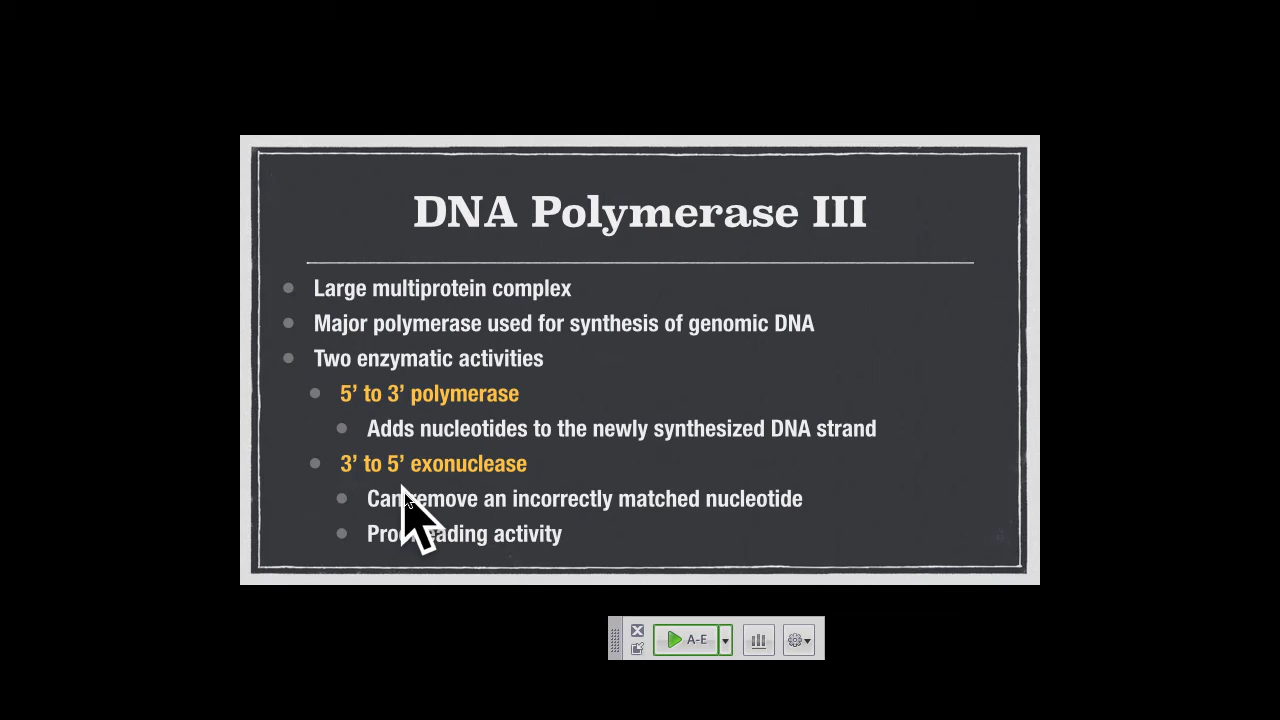 DNA Polymerase III
Large multiprotein complex
Major polymerase used for synthesis of genomic DNA
Two enzymatic activities
5’ to 3’ polymerase
Adds nucleotides to the newly synthesized DNA strand
3’ to 5’ exonuclease
Can remove an incorrectly matched nucleotide
Proofreading activity
A-E